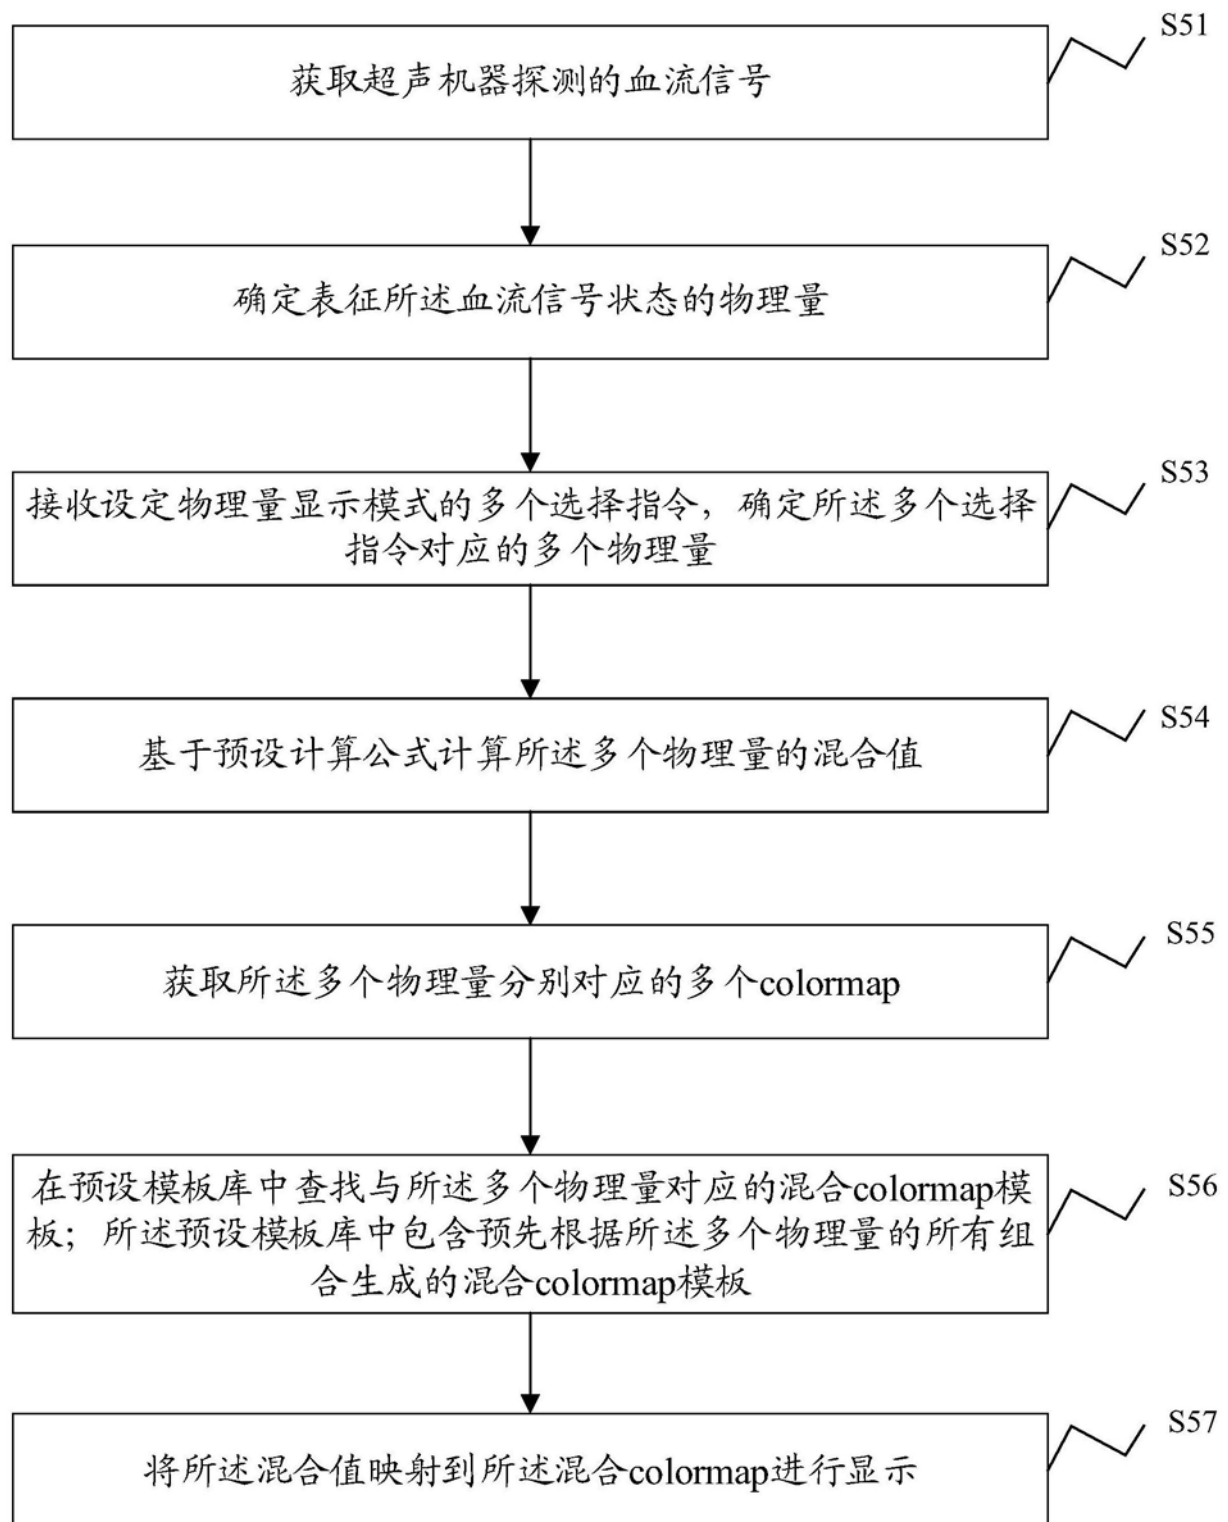 S51
获取超声机器探测的血流信号
S52
确定表征所述血流信号状态的物理量
S53
接收设定物理量显示模式的多个选择指令，确定所述多个选择
指令对应的多个物理量
S54
基于预设计算公式计算所述多个物理量的混合值
S55
获取所述多个物理量分别对应的多个colormap
S56
在预设模板库中查找与所述多个物理量对应的混合colormap模
板；所述预设模板库中包含预先根据所述多个物理量的所有组
合生成的混合colormap模板
S57
将所述混合值映射到所述混合colormap进行显示